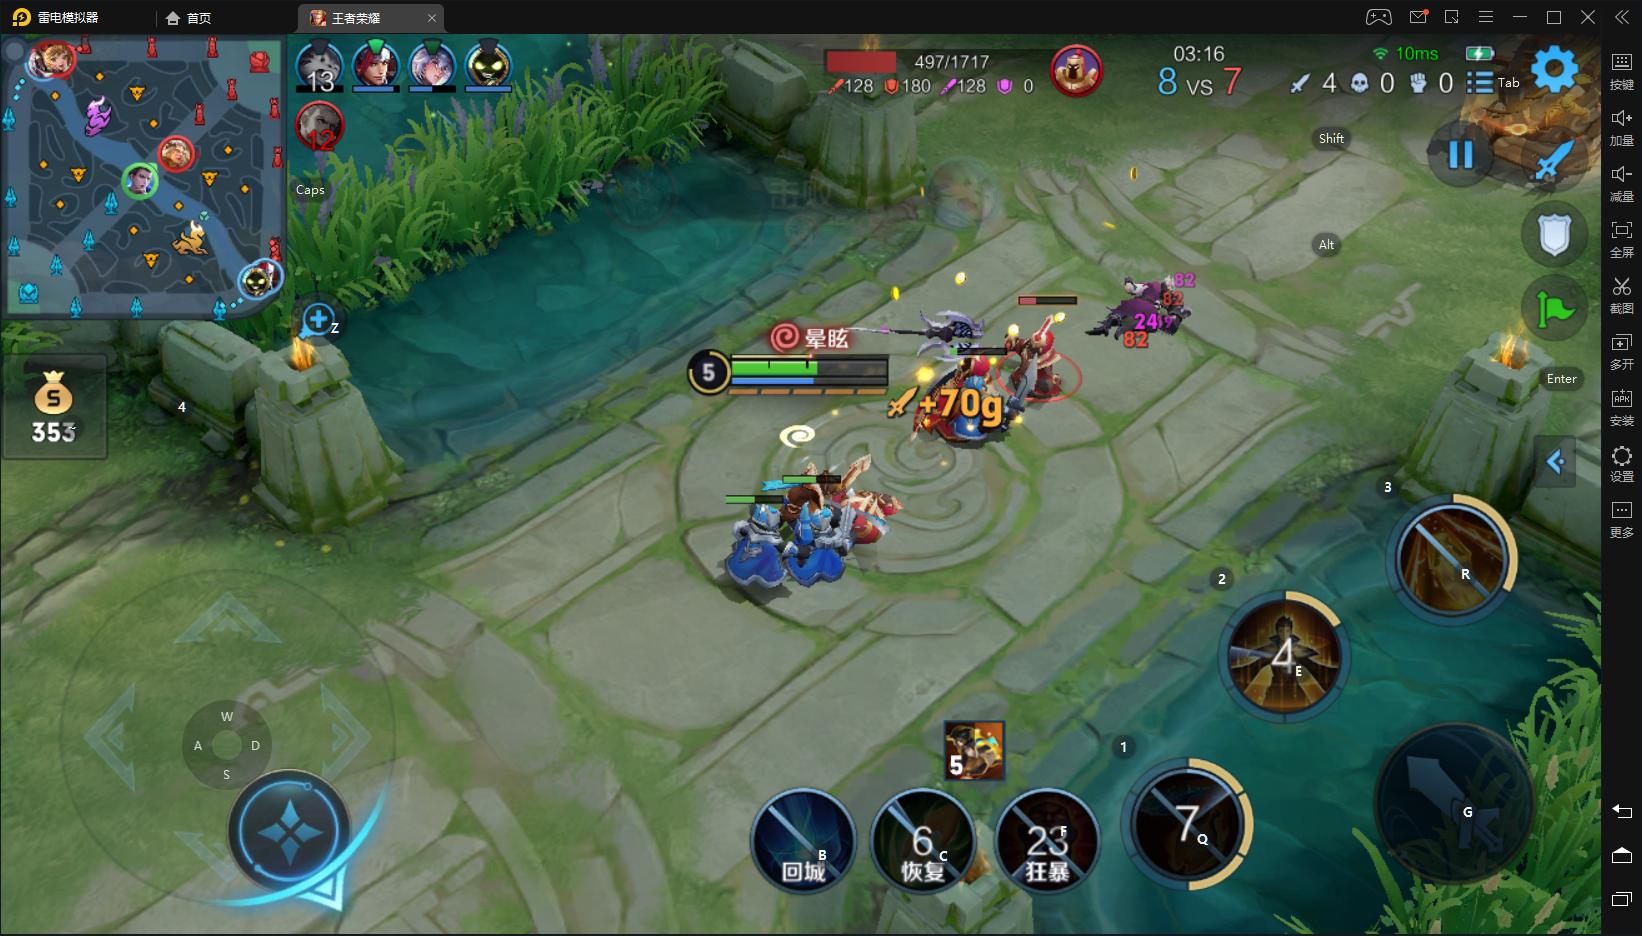 雷电模拟器
首页
王者荣耀
按键
加量
减量
全屏
截图
多开
安装
设置
更多
13
12
Caps
497/1717
128 180 128 0
03:16
8 VS 7
10ms
4 0 0 Tab
Shift
Alt
Enter
Z
4
353
晕眩
5
+70g
82
82
82
3
R
2
4 E
1
7 Q
G
W
A D
S
5
B
回城
6 C
恢复
23 F
狂暴